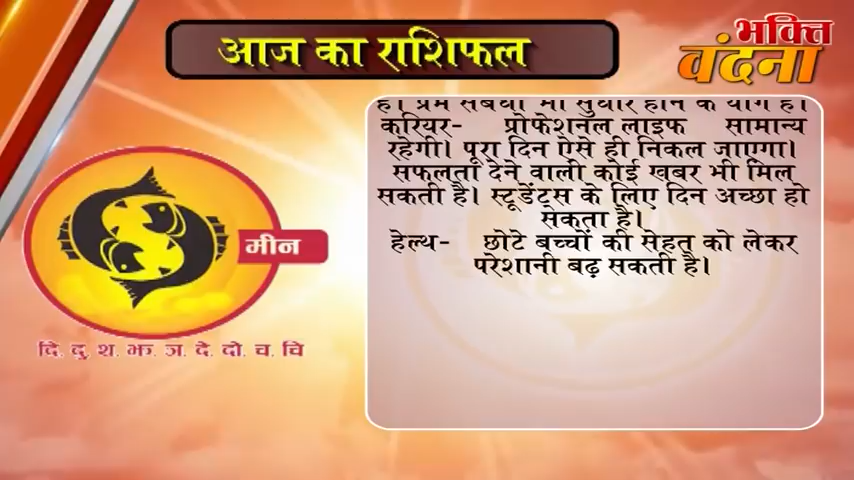 आज का राशिफल
भक्ति
वंदना
है। प्रेम संबंधों में सुधार होने के योग हैं।
करियर- प्रोफेशनल लाइफ सामान्य
रहेगी। पूरा दिन ऐसे ही निकल जाएगा।
सफलता देने वाली कोई खबर भी मिल
सकती है। स्टूडेंट्स के लिए दिन अच्छा हो
सकता है।
हेल्थ- छोटे बच्चों की सेहत को लेकर
परेशानी बढ़ सकती है।
मीन
दि. दु. श. झ. ञ. दे. दो. च. चि